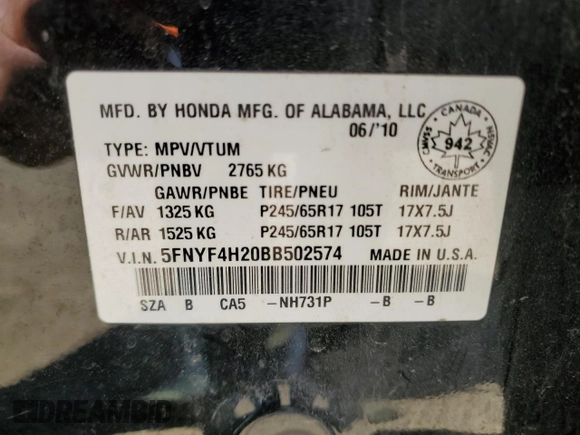 MFD. BY HONDA MFG. OF ALABAMA, LLC
06/'10
CANADA
CMVSS 942 NSVAC
TRANSPORT
TYPE: MPV/VTUM
GVWR/PNBV 2765 KG
GAWR/PNBE TIRE/PNEU RIM/JANTE
F/AV 1325 KG P245/65R17 105T 17X7.5J
R/AR 1525 KG P245/65R17 105T 17X7.5J
V.I.N. 5FNYF4H20BB502574 MADE IN U.S.A.
SZA B CA5 –NH731P –B –B
DREAMBID